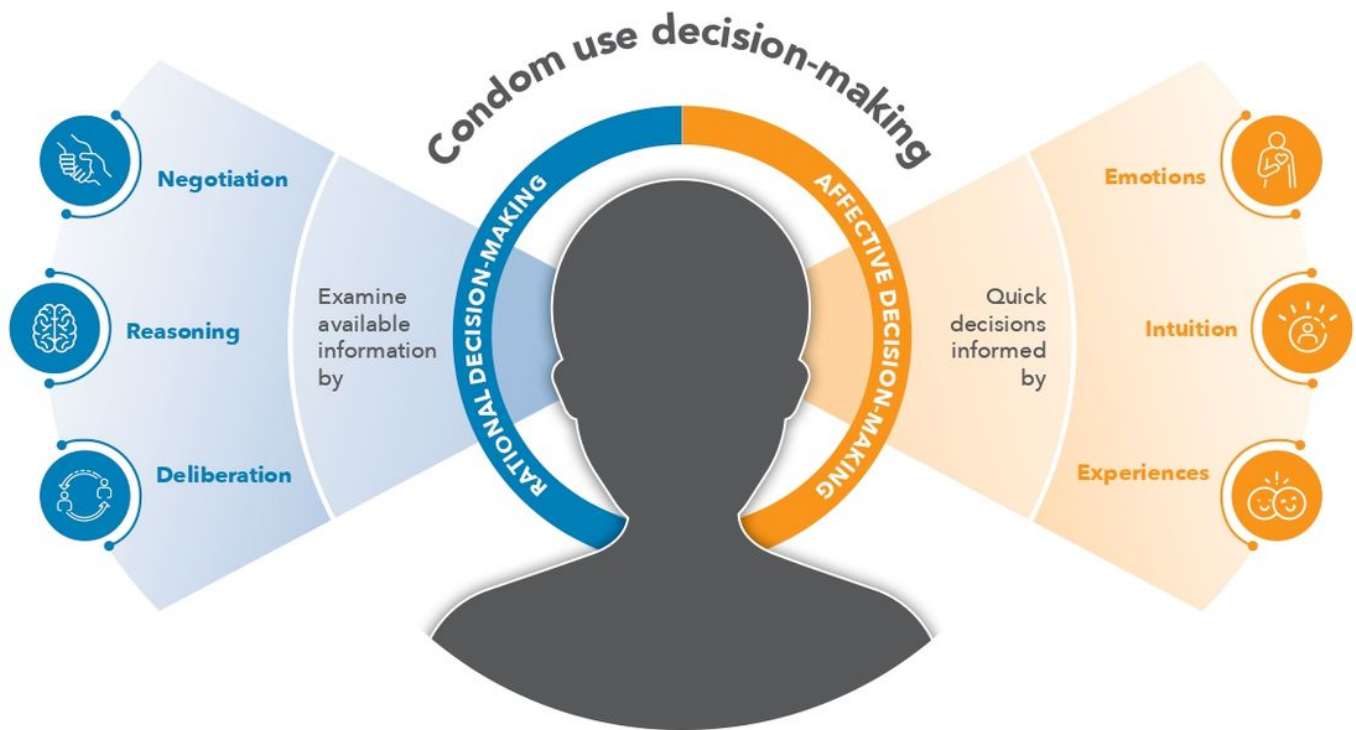 Condom use decision-making
RATIONAL DECISION-MAKING
Examine
available
information
by
Negotiation
Reasoning
Deliberation
AFFECTIVE DECISION-MAKING
Quick
decisions
informed
by
Emotions
Intuition
Experiences